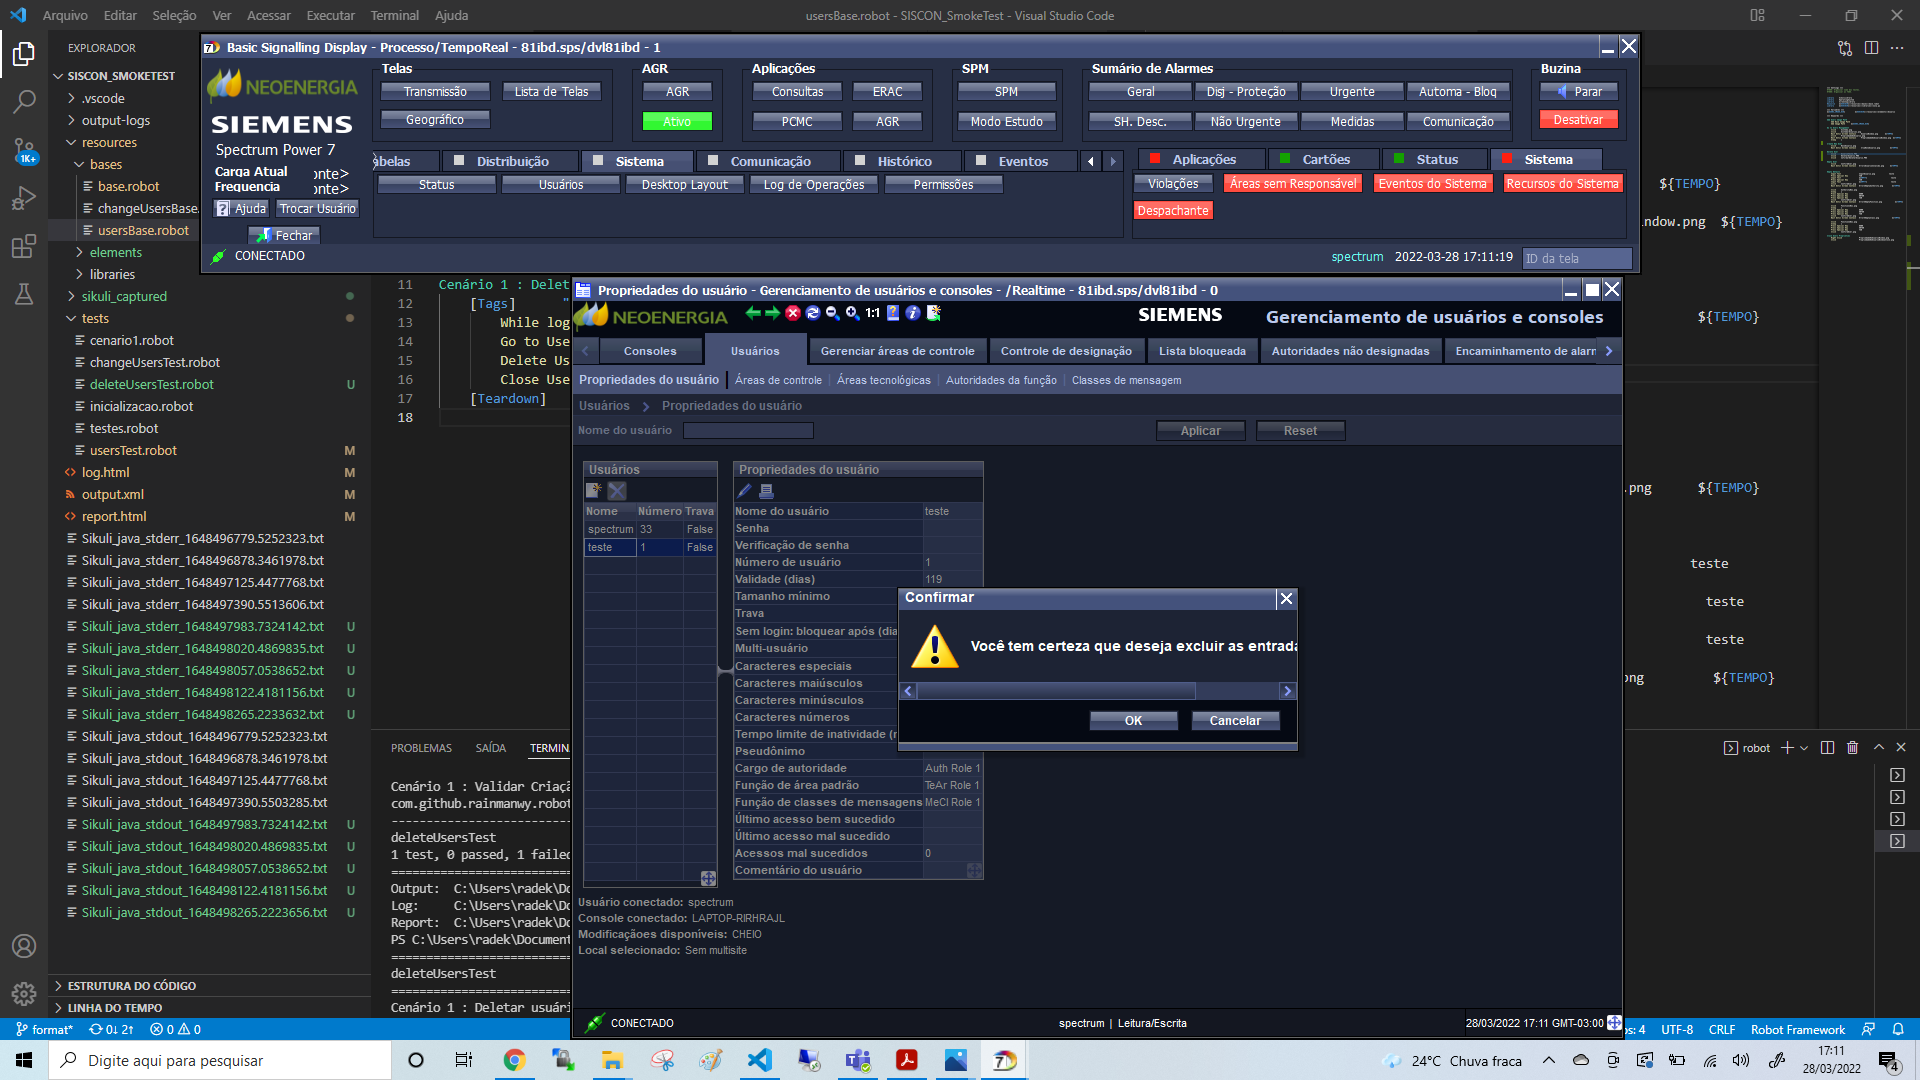 Arquivo Editar Seleção Ver Acessar Executar Terminal Ajuda
usersBase.robot - SISCON_SmokeTest - Visual Studio Code
EXPLORADOR
SISCON_SMOKETEST
.vscode
output-logs
resources
bases
base.robot
changeUsersBase.
usersBase.robot
elements
libraries
sikuli_captured
tests
cenario1.robot
changeUsersTest.robot
deleteUsersTest.robot U
inicializacao.robot
testes.robot
usersTest.robot M
log.html M
output.xml M
report.html M
Sikuli_java_stderr_1648496779.5252323.txt
Sikuli_java_stderr_1648496878.3461978.txt
Sikuli_java_stderr_1648497125.4477768.txt
Sikuli_java_stderr_1648497390.5513606.txt
Sikuli_java_stderr_1648497983.7324142.txt U
Sikuli_java_stderr_1648498020.4869835.txt U
Sikuli_java_stderr_1648498057.0538652.txt U
Sikuli_java_stderr_1648498122.4181156.txt U
Sikuli_java_stderr_1648498265.2233632.txt U
Sikuli_java_stdout_1648496779.5252323.txt
Sikuli_java_stdout_1648496878.3461978.txt
Sikuli_java_stdout_1648497125.4477768.txt
Sikuli_java_stdout_1648497390.5503285.txt
Sikuli_java_stdout_1648497983.7324142.txt U
Sikuli_java_stdout_1648498020.4869835.txt U
Sikuli_java_stdout_1648498057.0538652.txt U
Sikuli_java_stdout_1648498122.4181156.txt U
Sikuli_java_stdout_1648498265.2223656.txt U
ESTRUTURA DO CÓDIGO
LINHA DO TEMPO
1K+
Basic Signalling Display - Processo/TempoReal - 81ibd.sps/dvl81ibd - 1
NEOENERGIA
SIEMENS
Spectrum Power 7
Carga Atual onte>
Frequencia onte>
Ajuda Trocar Usuário
Fechar
CONECTADO
Telas
Transmissão Lista de Telas
Geográfico
AGR
AGR
Ativo
Aplicações
Consultas ERAC
PCMC AGR
SPM
SPM
Modo Estudo
Sumário de Alarmes
Geral Disj - Proteção Urgente Automa - Bloq
SH. Desc. Não Urgente Medidas Comunicação
Buzina
Parar
Desativar
abelas Distribuição Sistema Comunicação Histórico Eventos
Status Usuários Desktop Layout Log de Operações Permissões
Aplicações Cartões Status Sistema
Violações Áreas sem Responsável Eventos do Sistema Recursos do Sistema
Despachante
spectrum 2022-03-28 17:11:19 ID da tela
${TEMPO}
ndow.png ${TEMPO}
${TEMPO}
.png ${TEMPO}
teste
teste
teste
ng ${TEMPO}
11 Cenário 1 : Delet
12 [Tags] "
13 While log
14 Go to Use
15 Delete Us
16 Close Use
17 [Teardown]
18
Propriedades do usuário - Gerenciamento de usuários e consoles - /Realtime - 81ibd.sps/dvl81ibd - 0
NEOENERGIA 1:1 SIEMENS Gerenciamento de usuários e consoles
Consoles Usuários Gerenciar áreas de controle Controle de designação Lista bloqueada Autoridades não designadas Encaminhamento de alarn
Propriedades do usuário Áreas de controle Áreas tecnológicas Autoridades da função Classes de mensagem
Usuários Propriedades do usuário
Nome do usuário Aplicar Reset
Usuários
Nome Número Trava
spectrum 33 False
teste 1 False
Propriedades do usuário
Nome do usuário teste
Senha
Verificação de senha
Número de usuário 1
Validade (dias) 119
Tamanho mínimo
Trava
Sem login: bloquear após (dia
Multi-usuário
Caracteres especiais
Caracteres maiúsculos
Caracteres minúsculos
Caracteres números
Tempo limite de inatividade (r
Pseudônimo
Cargo de autoridade Auth Role 1
Função de área padrão TeAr Role 1
Função de classes de mensagens MeCl Role 1
Último acesso bem sucedido
Último acesso mal sucedido
Acessos mal sucedidos 0
Comentário do usuário
Confirmar
Você tem certeza que deseja excluir as entrada
OK Cancelar
Usuário conectado: spectrum
Console conectado: LAPTOP-RIRHRAJL
Modificaçãoes disponíveis: CHEIO
Local selecionado: Sem multisite
CONECTADO spectrum | Leitura/Escrita 28/03/2022 17:11 GMT-03:00
PROBLEMAS SAÍDA TERMIN
robot
Cenário 1 : Validar Criaçã
com.github.rainmanwy.robot
deleteUsersTest
1 test, 0 passed, 1 failed
Output: C:\Users\radek\Do
Log: C:\Users\radek\Do
Report: C:\Users\radek\Do
PS C:\Users\radek\Document
deleteUsersTest
Cenário 1 : Deletar usuári
format* 0↓ 2↑ 0 0
os: 4 UTF-8 CRLF Robot Framework
Digite aqui para pesquisar
24°C Chuva fraca
17:11
28/03/2022
4